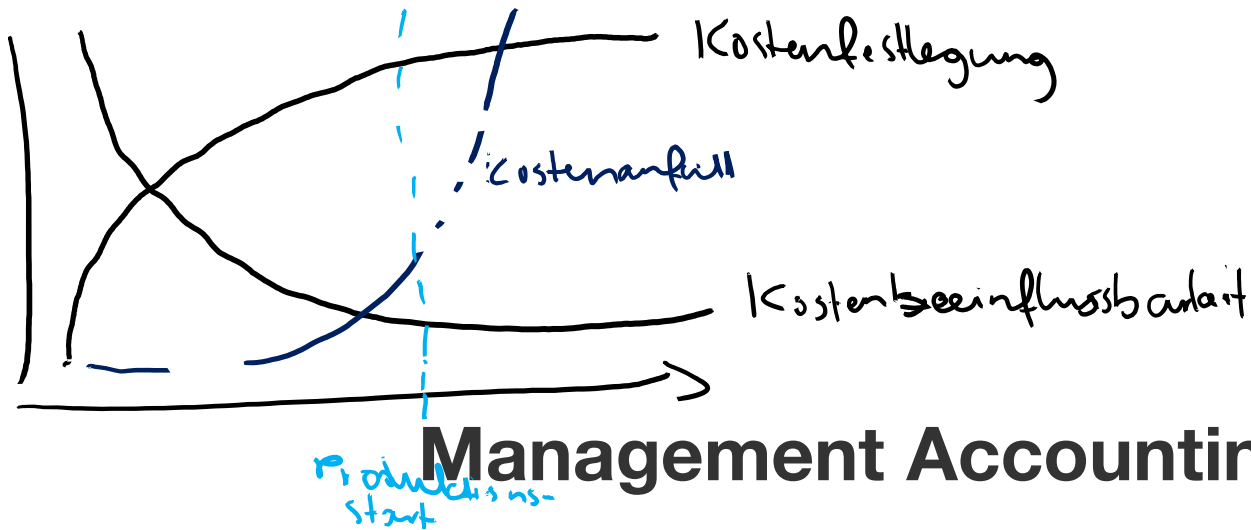 Kostenfestlegung
Kostenanfall
Kostenbeeinflussbarkeit
Management Accountin
Produktions-
start